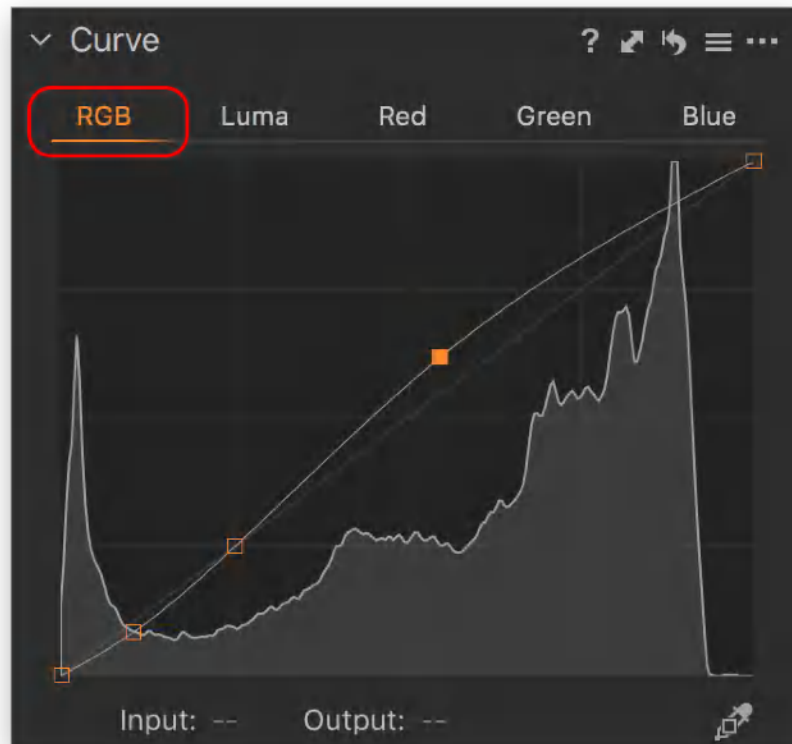 Curve ? ...
RGB Luma Red Green Blue
Input: -- Output: --